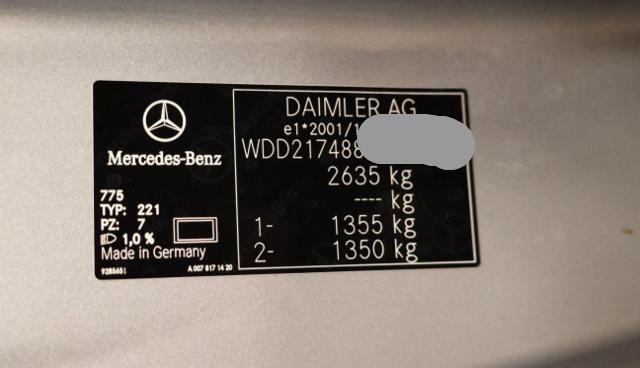 Mercedes-Benz
775
TYP: 221
PZ: 7
1,0 %
Made in Germany
9285651
A 007 817 14 20
DAIMLER AG
e1*2001/1
WDD217488
2635 kg
---- kg
1- 1355 kg
2- 1350 kg